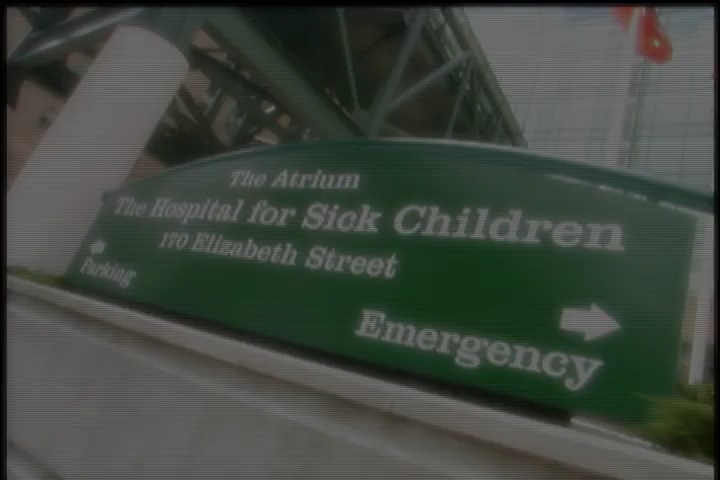 The Atrium
The Hospital for Sick Children
170 Elizabeth Street
Parking
Emergency